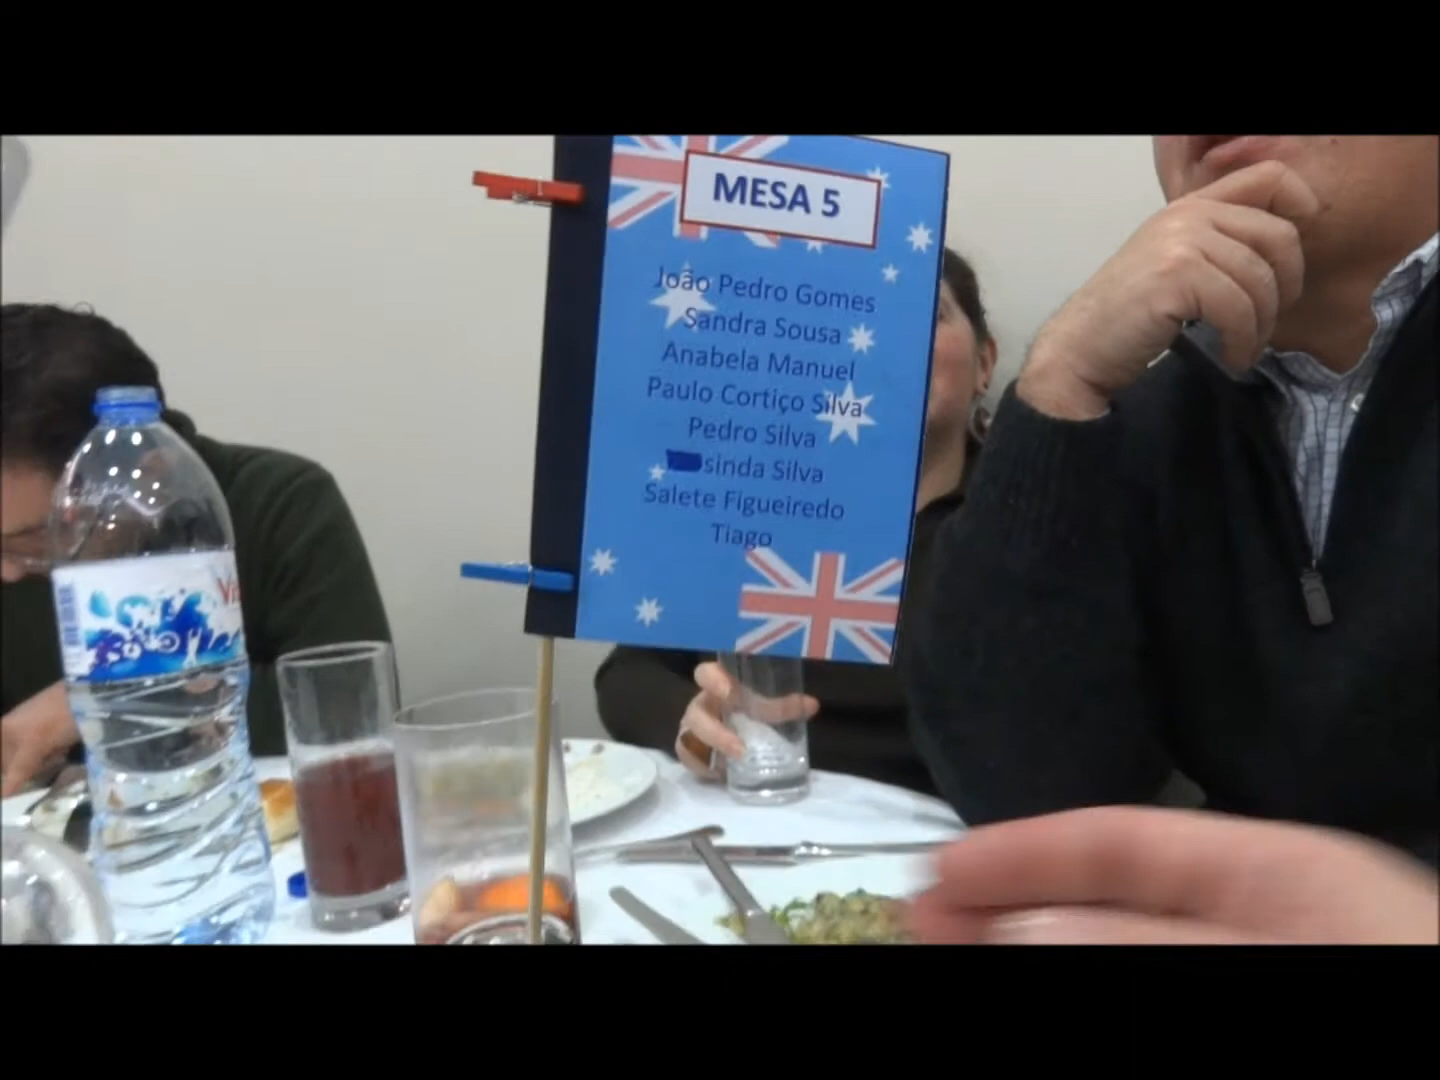 MESA 5
João Pedro Gomes
Sandra Sousa
Anabela Manuel
Paulo Cortiço Silva
Pedro Silva
sinda Silva
Salete Figueiredo
Tiago